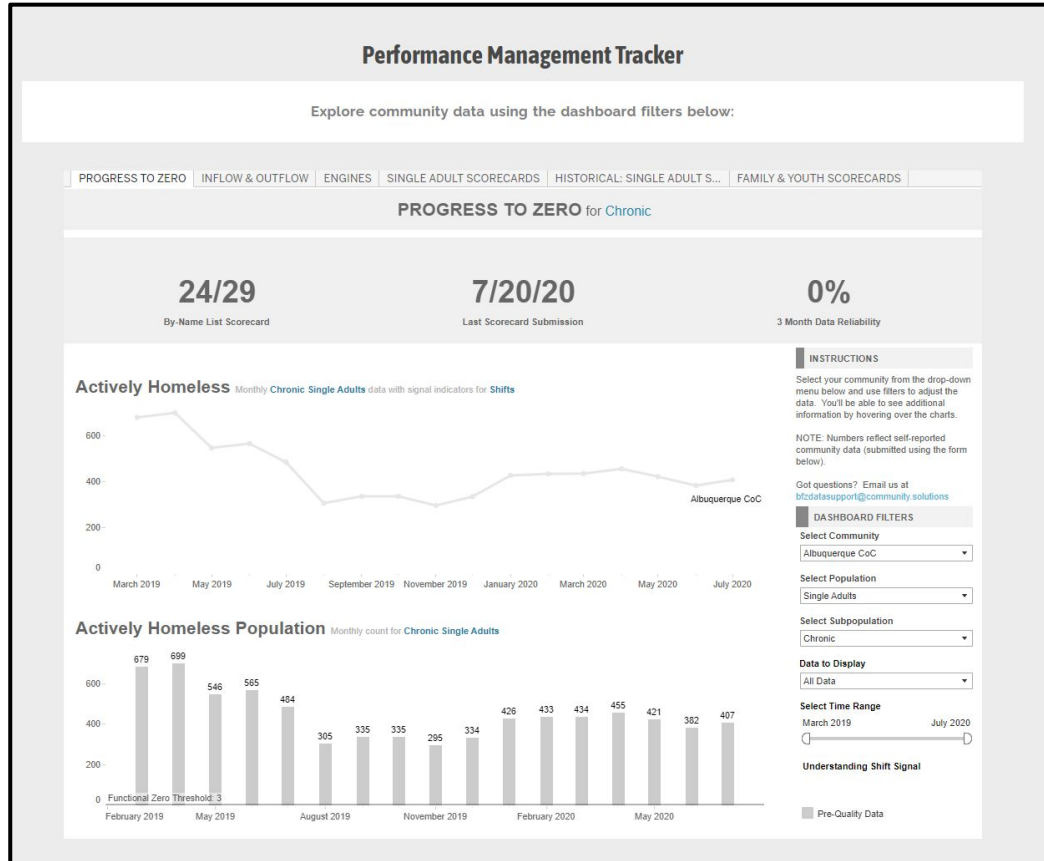 Performance Management Tracker
Explore community data using the dashboard filters below:
PROGRESS TO ZERO
INFLOW & OUTFLOW
ENGINES
SINGLE ADULT SCORECARDS
HISTORICAL: SINGLE ADULT S...
FAMILY & YOUTH SCORECARDS
PROGRESS TO ZERO for Chronic
24/29
By-Name List Scorecard
7/20/20
Last Scorecard Submission
0%
3 Month Data Reliability
Actively Homeless Monthly Chronic Single Adults data with signal indicators for Shifts
600
400
200
0
Albuquerque CoC
March 2019
May 2019
July 2019
September 2019
November 2019
January 2020
March 2020
May 2020
July 2020
Actively Homeless Population Monthly count for Chronic Single Adults
600
400
200
0
679
699
546
565
484
305
335
335
295
334
426
433
434
455
421
382
407
Functional Zero Threshold: 3
February 2019
May 2019
August 2019
November 2019
February 2020
May 2020
INSTRUCTIONS
Select your community from the drop-down
menu below and use filters to adjust the
data. You'll be able to see additional
information by hovering over the charts.
NOTE: Numbers reflect self-reported
community data (submitted using the form
below).
Got questions? Email us at
bfzdatasupport@community.solutions
DASHBOARD FILTERS
Select Community
Albuquerque CoC
Select Population
Single Adults
Select Subpopulation
Chronic
Data to Display
All Data
Select Time Range
March 2019
July 2020
Understanding Shift Signal
Pre-Quality Data